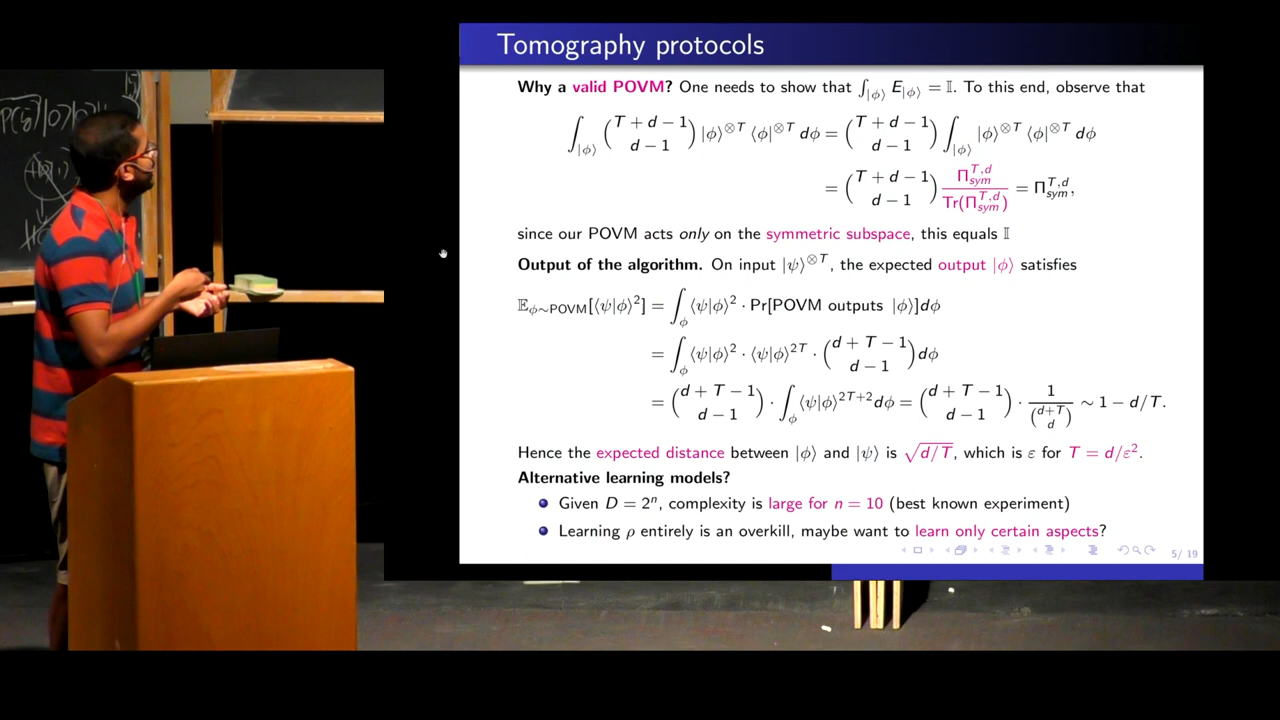 P(
|0⟩
Tomography protocols
Why a valid POVM? One needs to show that ∫_{|ϕ⟩} E_{|ϕ⟩} = 𝕀. To this end, observe that
∫_{|ϕ⟩} (T + d − 1 choose d − 1) |ϕ⟩^{⊗T} ⟨ϕ|^{⊗T} dϕ = (T + d − 1 choose d − 1) ∫_{|ϕ⟩} |ϕ⟩^{⊗T} ⟨ϕ|^{⊗T} dϕ
= (T + d − 1 choose d − 1) Π_{sym}^{T,d} / Tr(Π_{sym}^{T,d}) = Π_{sym}^{T,d},
since our POVM acts only on the symmetric subspace, this equals 𝕀
Output of the algorithm. On input |ψ⟩^{⊗T}, the expected output |ϕ⟩ satisfies
𝔼_{ϕ∼POVM}[⟨ψ|ϕ⟩²] = ∫_ϕ ⟨ψ|ϕ⟩² · Pr[POVM outputs |ϕ⟩]dϕ
= ∫_ϕ ⟨ψ|ϕ⟩² · ⟨ψ|ϕ⟩^{2T} · (d + T − 1 choose d − 1) dϕ
= (d + T − 1 choose d − 1) · ∫_ϕ ⟨ψ|ϕ⟩^{2T+2} dϕ = (d + T − 1 choose d − 1) · 1 / (d+T choose d) ∼ 1 − d/T.
Hence the expected distance between |ϕ⟩ and |ψ⟩ is √(d/T), which is ε for T = d/ε².
Alternative learning models?
Given D = 2ⁿ, complexity is large for n = 10 (best known experiment)
Learning ρ entirely is an overkill, maybe want to learn only certain aspects?
5/ 19